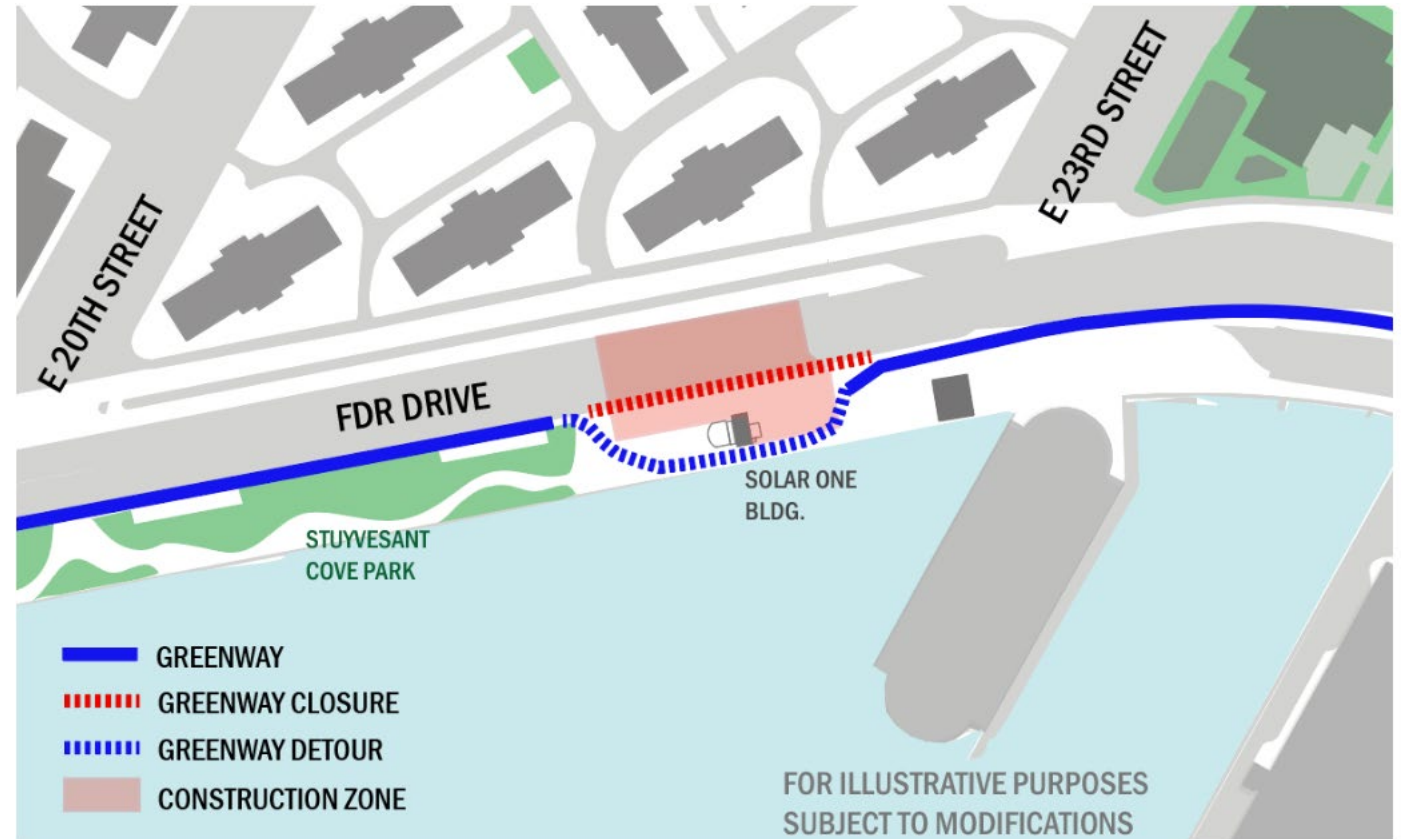 E 20TH STREET
E 23RD STREET
FDR DRIVE
SOLAR ONE
BLDG.
STUYVESANT
COVE PARK
GREENWAY
GREENWAY CLOSURE
GREENWAY DETOUR
CONSTRUCTION ZONE
FOR ILLUSTRATIVE PURPOSES
SUBJECT TO MODIFICATIONS